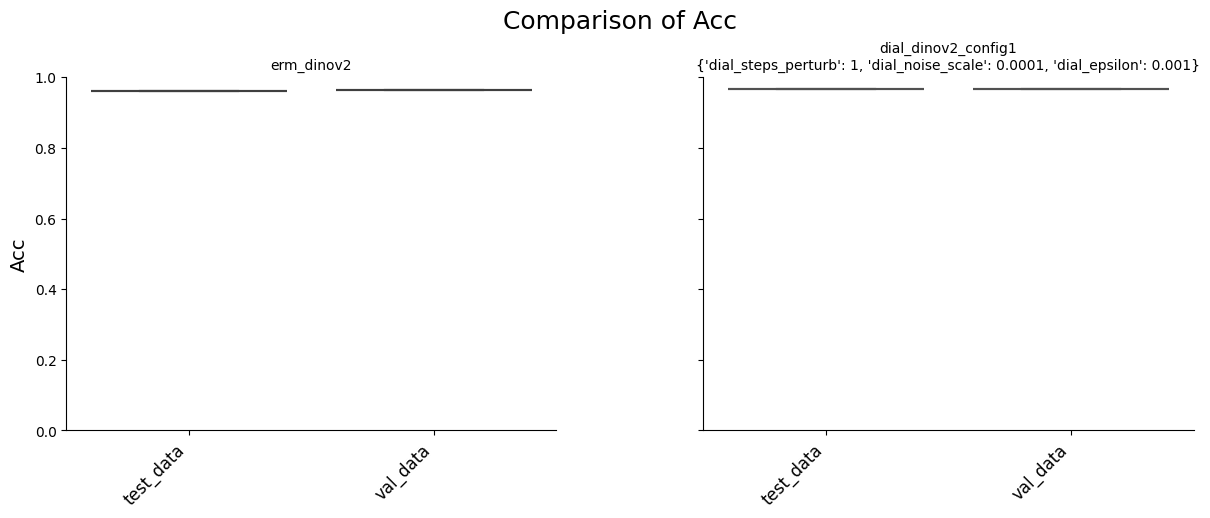 Comparison of Acc
erm_dinov2
dial_dinov2_config1
{'dial_steps_perturb': 1, 'dial_noise_scale': 0.0001, 'dial_epsilon': 0.001}
1.0
0.8
0.6
0.4
0.2
0.0
Acc
test_data
val_data
test_data
val_data